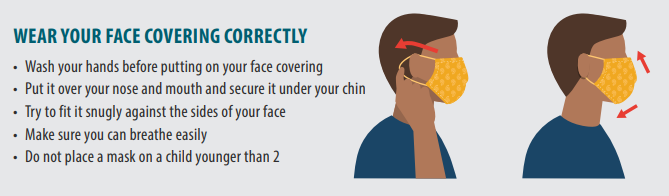 WEAR YOUR FACE COVERING CORRECTLY
• Wash your hands before putting on your face covering
• Put it over your nose and mouth and secure it under your chin
• Try to fit it snugly against the sides of your face
• Make sure you can breathe easily
• Do not place a mask on a child younger than 2